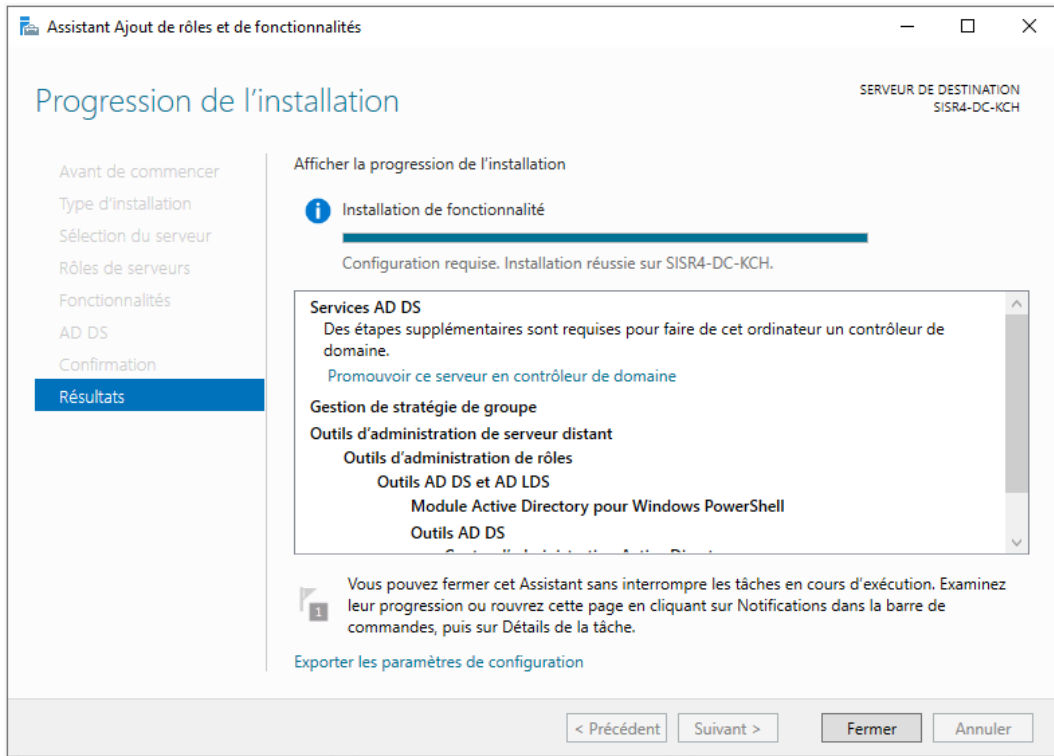 Assistant Ajout de rôles et de fonctionnalités
Progression de l'installation
SERVEUR DE DESTINATION
SISR4-DC-KCH
Avant de commencer
Type d'installation
Sélection du serveur
Rôles de serveurs
Fonctionnalités
AD DS
Confirmation
Résultats
Afficher la progression de l'installation
Installation de fonctionnalité
Configuration requise. Installation réussie sur SISR4-DC-KCH.
Services AD DS
Des étapes supplémentaires sont requises pour faire de cet ordinateur un contrôleur de
domaine.
Promouvoir ce serveur en contrôleur de domaine
Gestion de stratégie de groupe
Outils d'administration de serveur distant
Outils d'administration de rôles
Outils AD DS et AD LDS
Module Active Directory pour Windows PowerShell
Outils AD DS
1
Vous pouvez fermer cet Assistant sans interrompre les tâches en cours d'exécution. Examinez
leur progression ou rouvrez cette page en cliquant sur Notifications dans la barre de
commandes, puis sur Détails de la tâche.
Exporter les paramètres de configuration
< Précédent
Suivant >
Fermer
Annuler